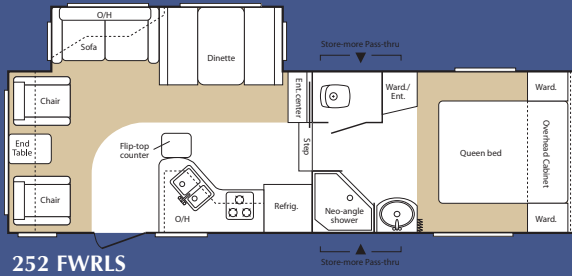 O/H
Sofa
Dinette
Store-more Pass-thru
Chair
Ent. center
Ward./
Ent.
Ward.
End
Table
Flip-top
counter
Step
Queen bed
Overhead Cabinet
Chair
O/H
Refrig.
Neo-angle
shower
Ward.
Store-more Pass-thru
252 FWRLS